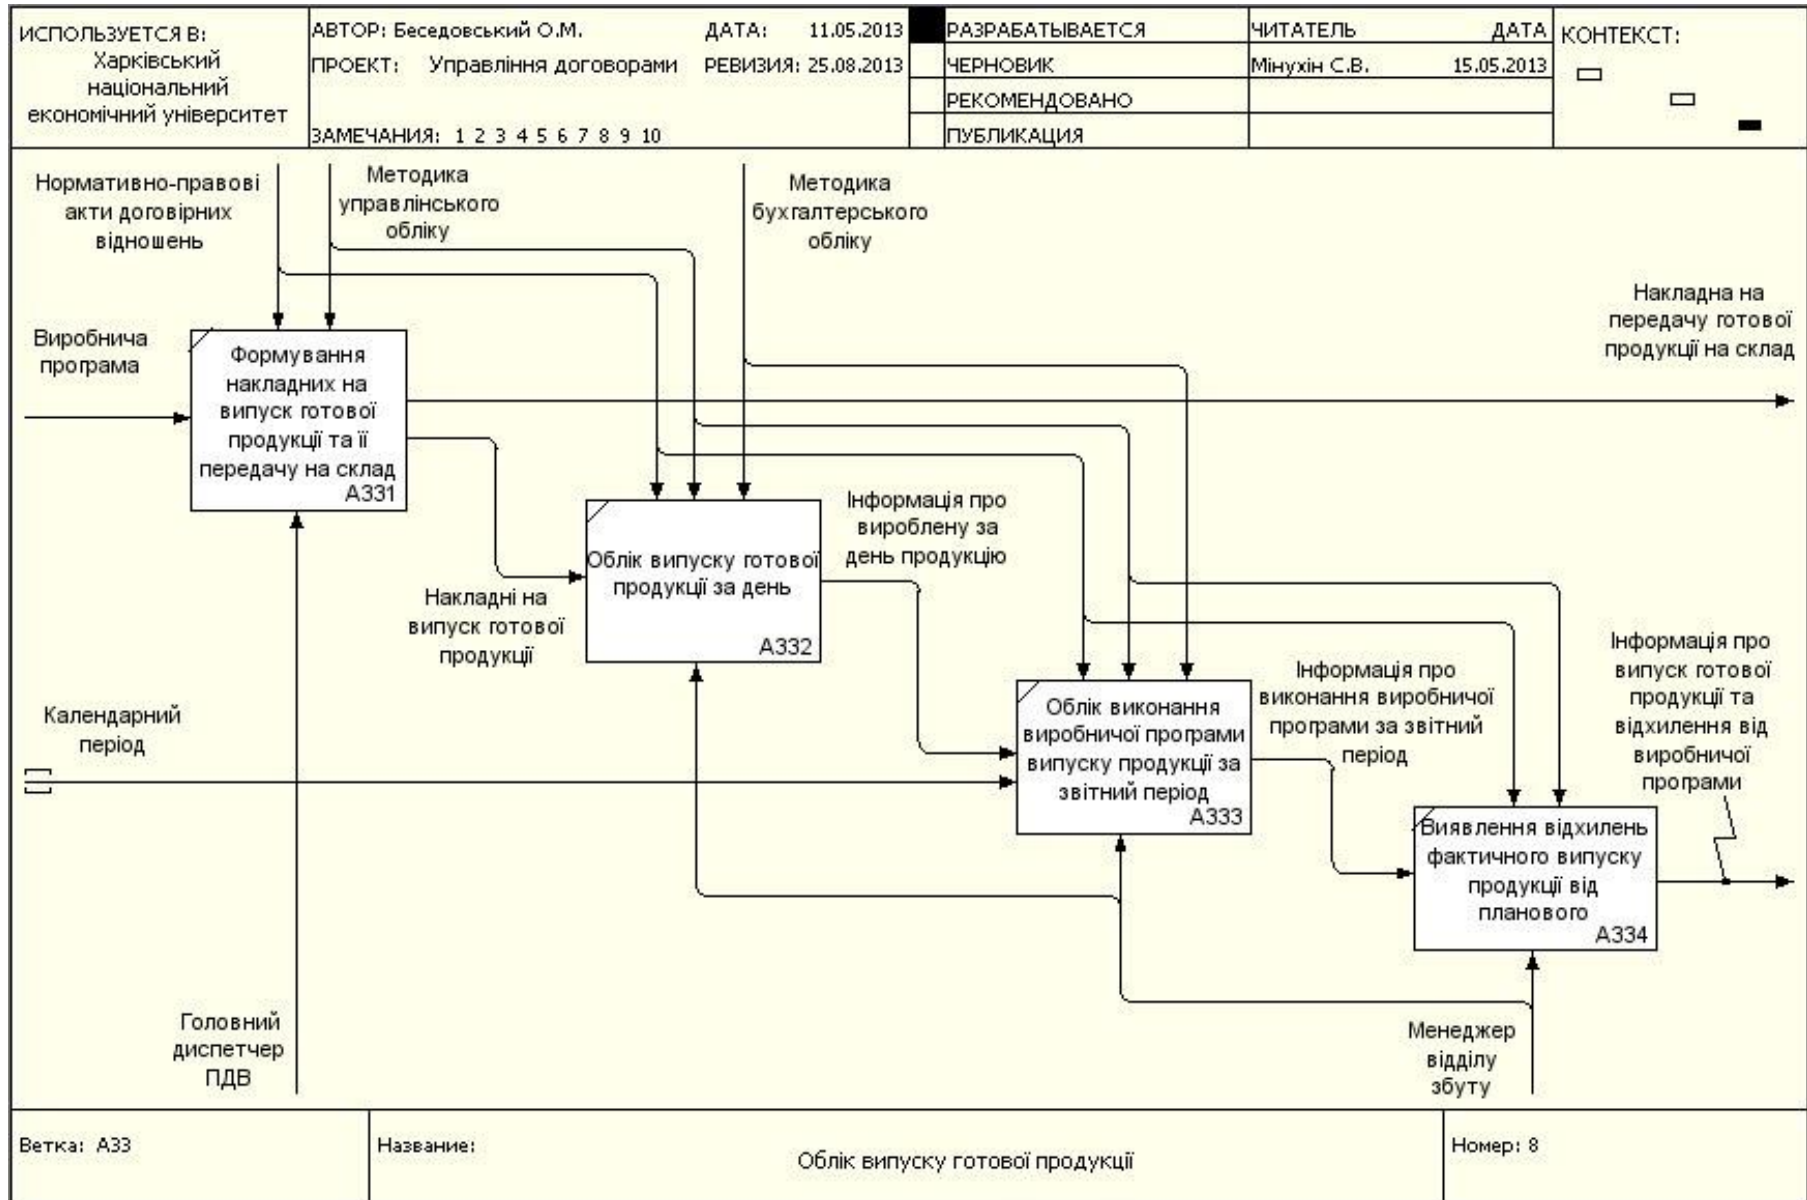 ИСПОЛЬЗУЕТСЯ В:
Харківський
національний
економічний університет
АВТОР: Беседовський О.М.
ДАТА: 11.05.2013
ПРОЕКТ: Управління договорами
РЕВИЗИЯ: 25.08.2013
ЗАМЕЧАНИЯ: 1 2 3 4 5 6 7 8 9 10
РАЗРАБАТЫВАЕТСЯ
ЧЕРНОВИК
РЕКОМЕНДОВАНО
ПУБЛИКАЦИЯ
ЧИТАТЕЛЬ ДАТА
Мінухін С.В. 15.05.2013
КОНТЕКСТ:
Нормативно-правові
акти договірних
відношень
Методика
управлінського
обліку
Методика
бухгалтерського
обліку
Накладна на
передачу готової
продукції на склад
Виробнича
програма
Формування
накладних на
випуск готової
продукції та її
передачу на склад
А331
Накладні на
випуск готової
продукції
Облік випуску готової
продукції за день
А332
Інформація про
вироблену за
день продукцію
Календарний
період
Облік виконання
виробничої програми
випуску продукції за
звітний період
А333
Інформація про
виконання виробничої
програми за звітний
період
Інформація про
випуск готової
продукції та
відхилення від
виробничої
програми
Виявлення відхилень
фактичного випуску
продукції від
планового
А334
Головний
диспетчер
ПДВ
Менеджер
відділу
збуту
Ветка: А33
Название:
Облік випуску готової продукції
Номер: 8